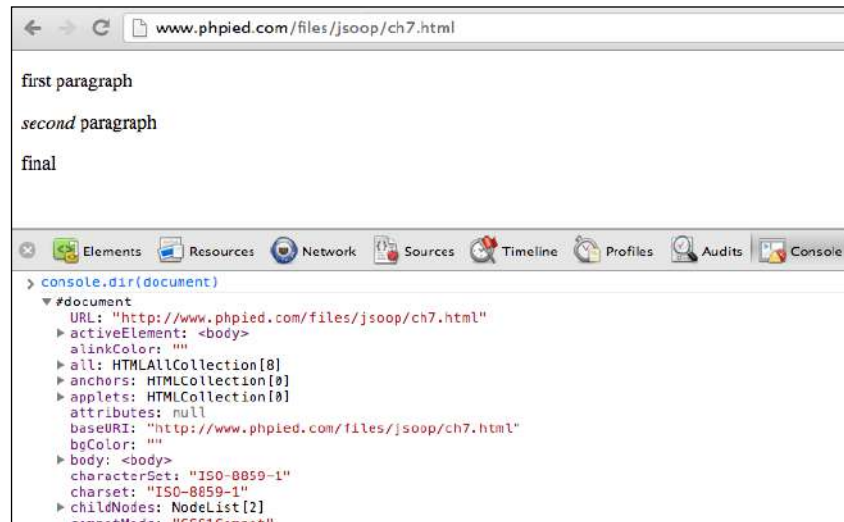 www.phpied.com/files/jsoop/ch7.html
first paragraph
second paragraph
final
Elements Resources Network Sources Timeline Profiles Audits Console
> console.dir(document)
▼ #document
URL: "http://www.phpied.com/files/jsoop/ch7.html"
▶ activeElement: <body>
alinkColor: ""
▶ all: HTMLAllCollection[8]
▶ anchors: HTMLCollection[0]
▶ applets: HTMLCollection[0]
attributes: null
baseURI: "http://www.phpied.com/files/jsoop/ch7.html"
bgColor: ""
▶ body: <body>
characterSet: "ISO-8859-1"
charset: "ISO-8859-1"
▶ childNodes: NodeList[2]